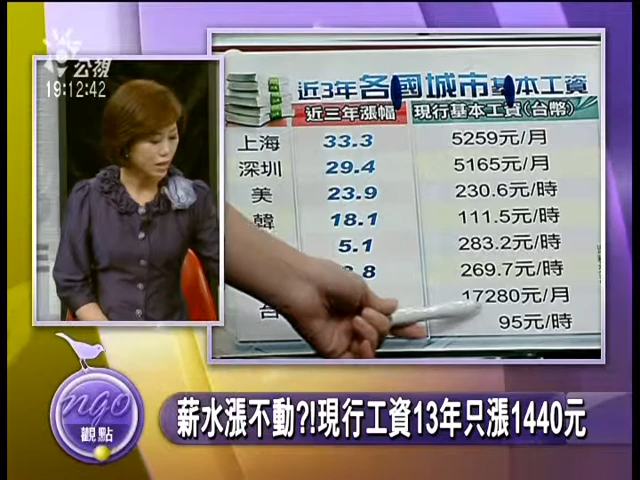 公視
19:12:42
近3年各國城市基本工資
近三年漲幅 現行基本工資(台幣)
上海 33.3 5259元/月
深圳 29.4 5165元/月
美 23.9 230.6元/時
韓 18.1 111.5元/時
5.1 283.2元/時
.8 269.7元/時
17280元/月
95元/時
ngo
觀點
薪水漲不動?!現行工資13年只漲1440元